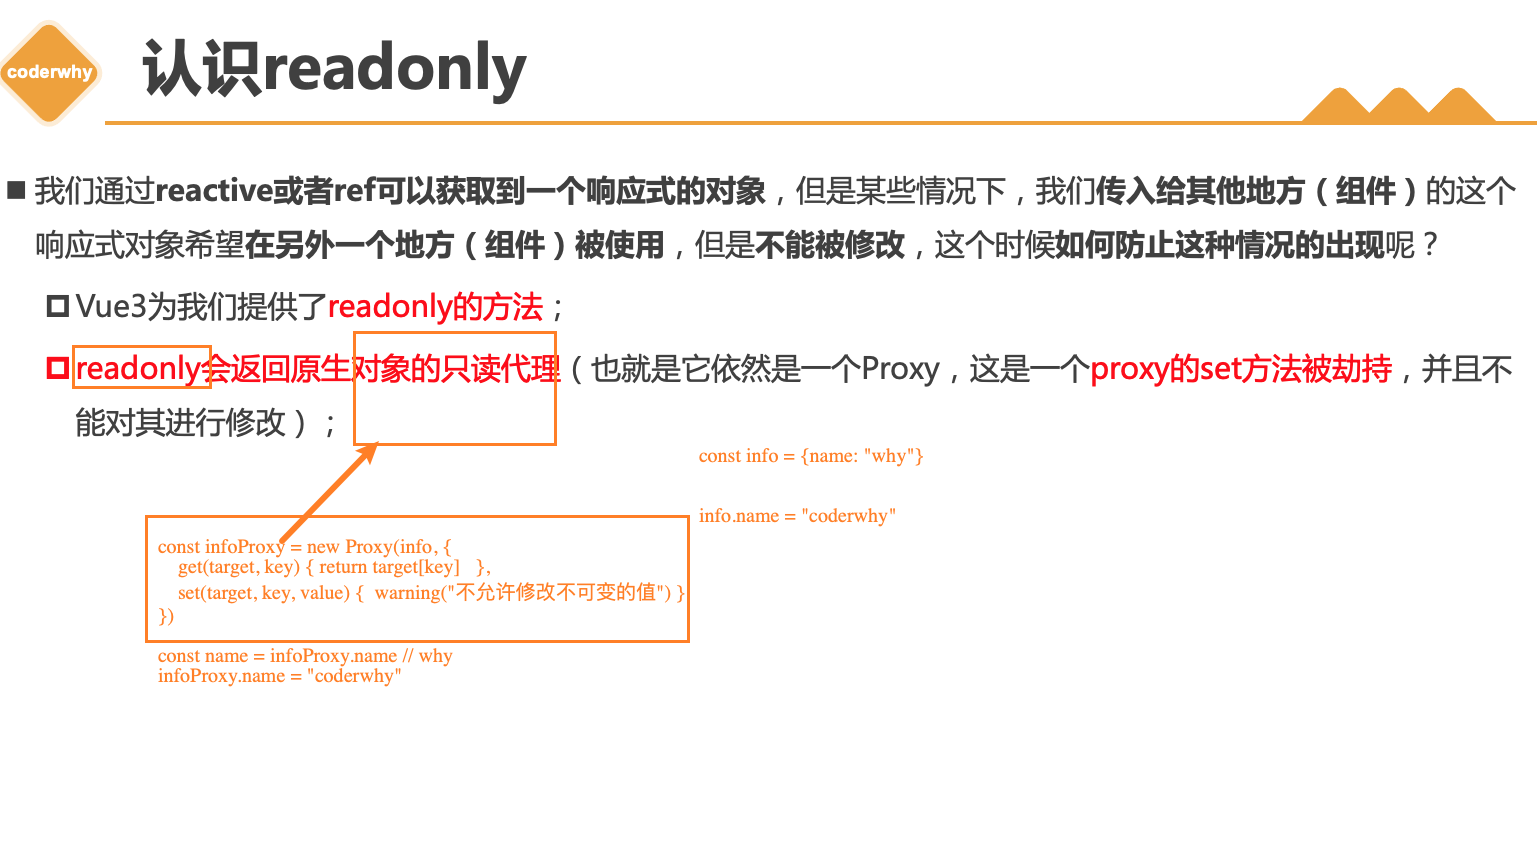 coderwhy
认识readonly
我们通过reactive或者ref可以获取到一个响应式的对象，但是某些情况下，我们传入给其他地方（组件）的这个
响应式对象希望在另外一个地方（组件）被使用，但是不能被修改，这个时候如何防止这种情况的出现呢？
Vue3为我们提供了readonly的方法；
readonly会返回原生对象的只读代理（也就是它依然是一个Proxy，这是一个proxy的set方法被劫持，并且不
能对其进行修改）；
const info = {name: "why"}
info.name = "coderwhy"
const infoProxy = new Proxy(info, {
get(target, key) { return target[key] },
set(target, key, value) { warning("不允许修改不可变的值") }
})
const name = infoProxy.name // why
infoProxy.name = "coderwhy"